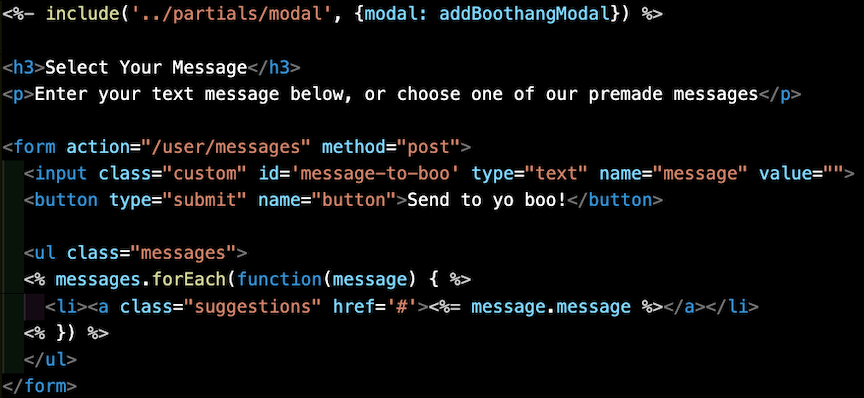 <%- include('../partials/modal', {modal: addBoothangModal}) %>
<h3>Select Your Message</h3>
<p>Enter your text message below, or choose one of our premade messages</p>
<form action="/user/messages" method="post">
<input class="custom" id='message-to-boo' type="text" name="message" value="">
<button type="submit" name="button">Send to yo boo!</button>
<ul class="messages">
<% messages.forEach(function(message) { %>
<li><a class="suggestions" href='#'><%= message.message %></a></li>
<% }) %>
</ul>
</form>